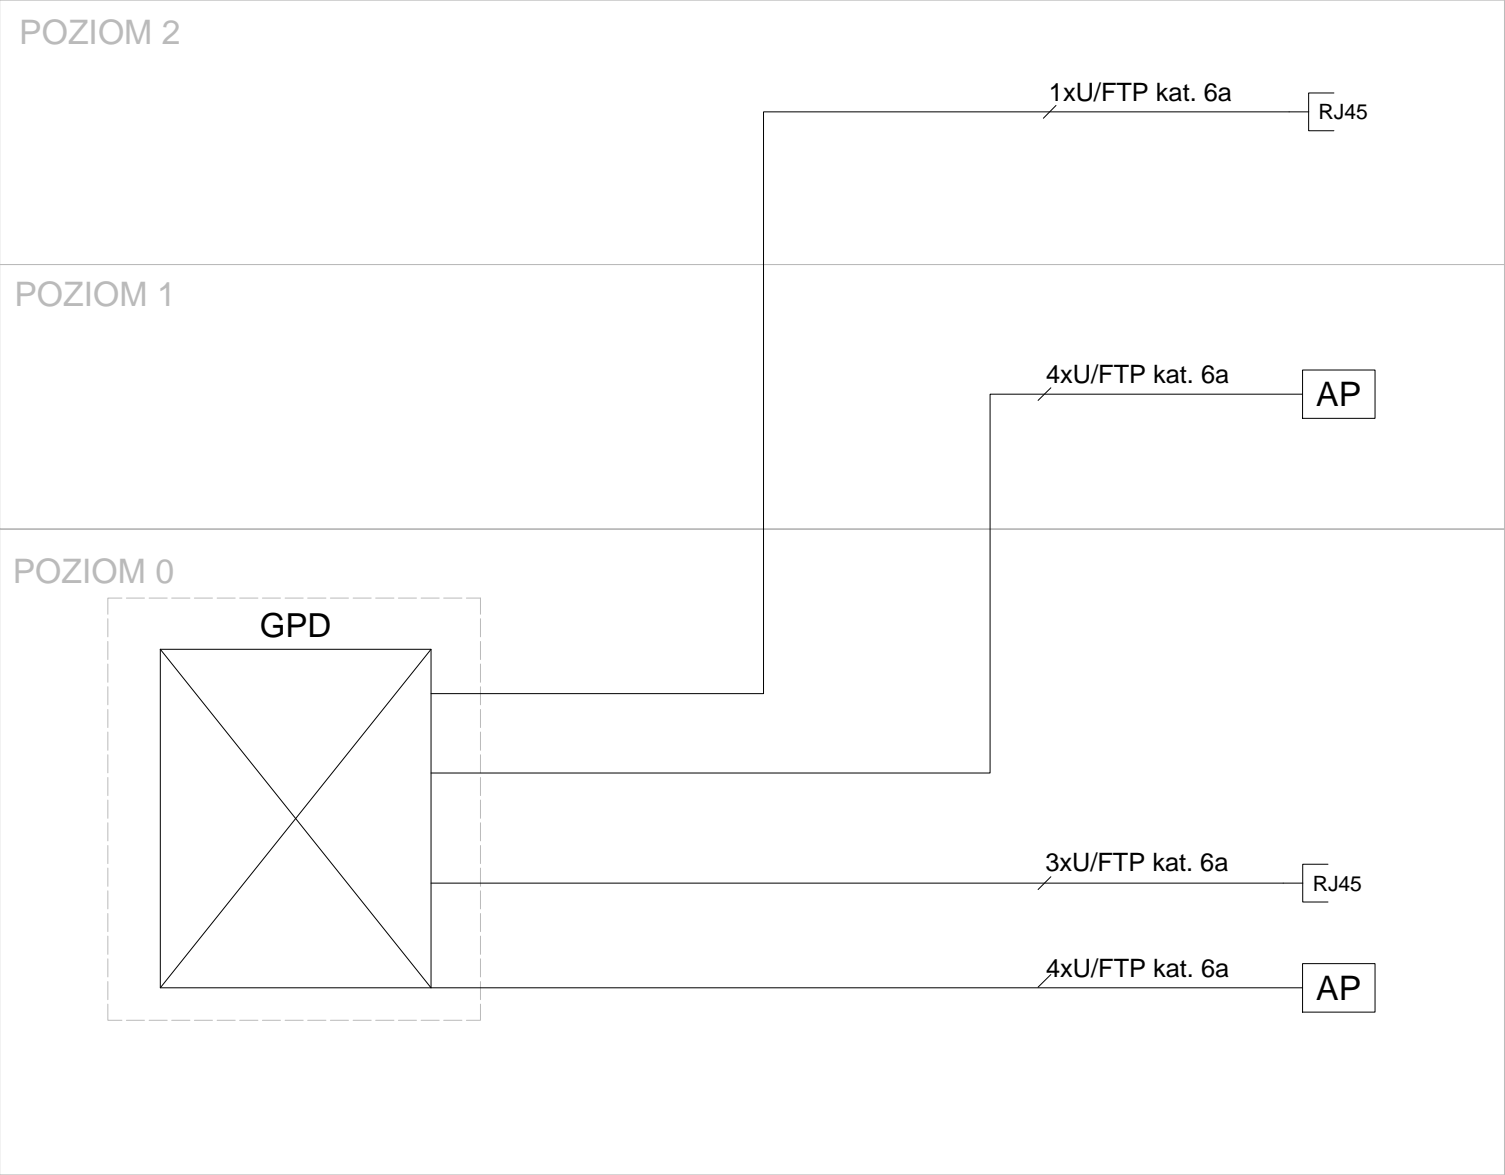 POZIOM 2
1xU/FTP kat. 6a
RJ45
POZIOM 1
4xU/FTP kat. 6a
AP
POZIOM 0
GPD
3xU/FTP kat. 6a
RJ45
4xU/FTP kat. 6a
AP